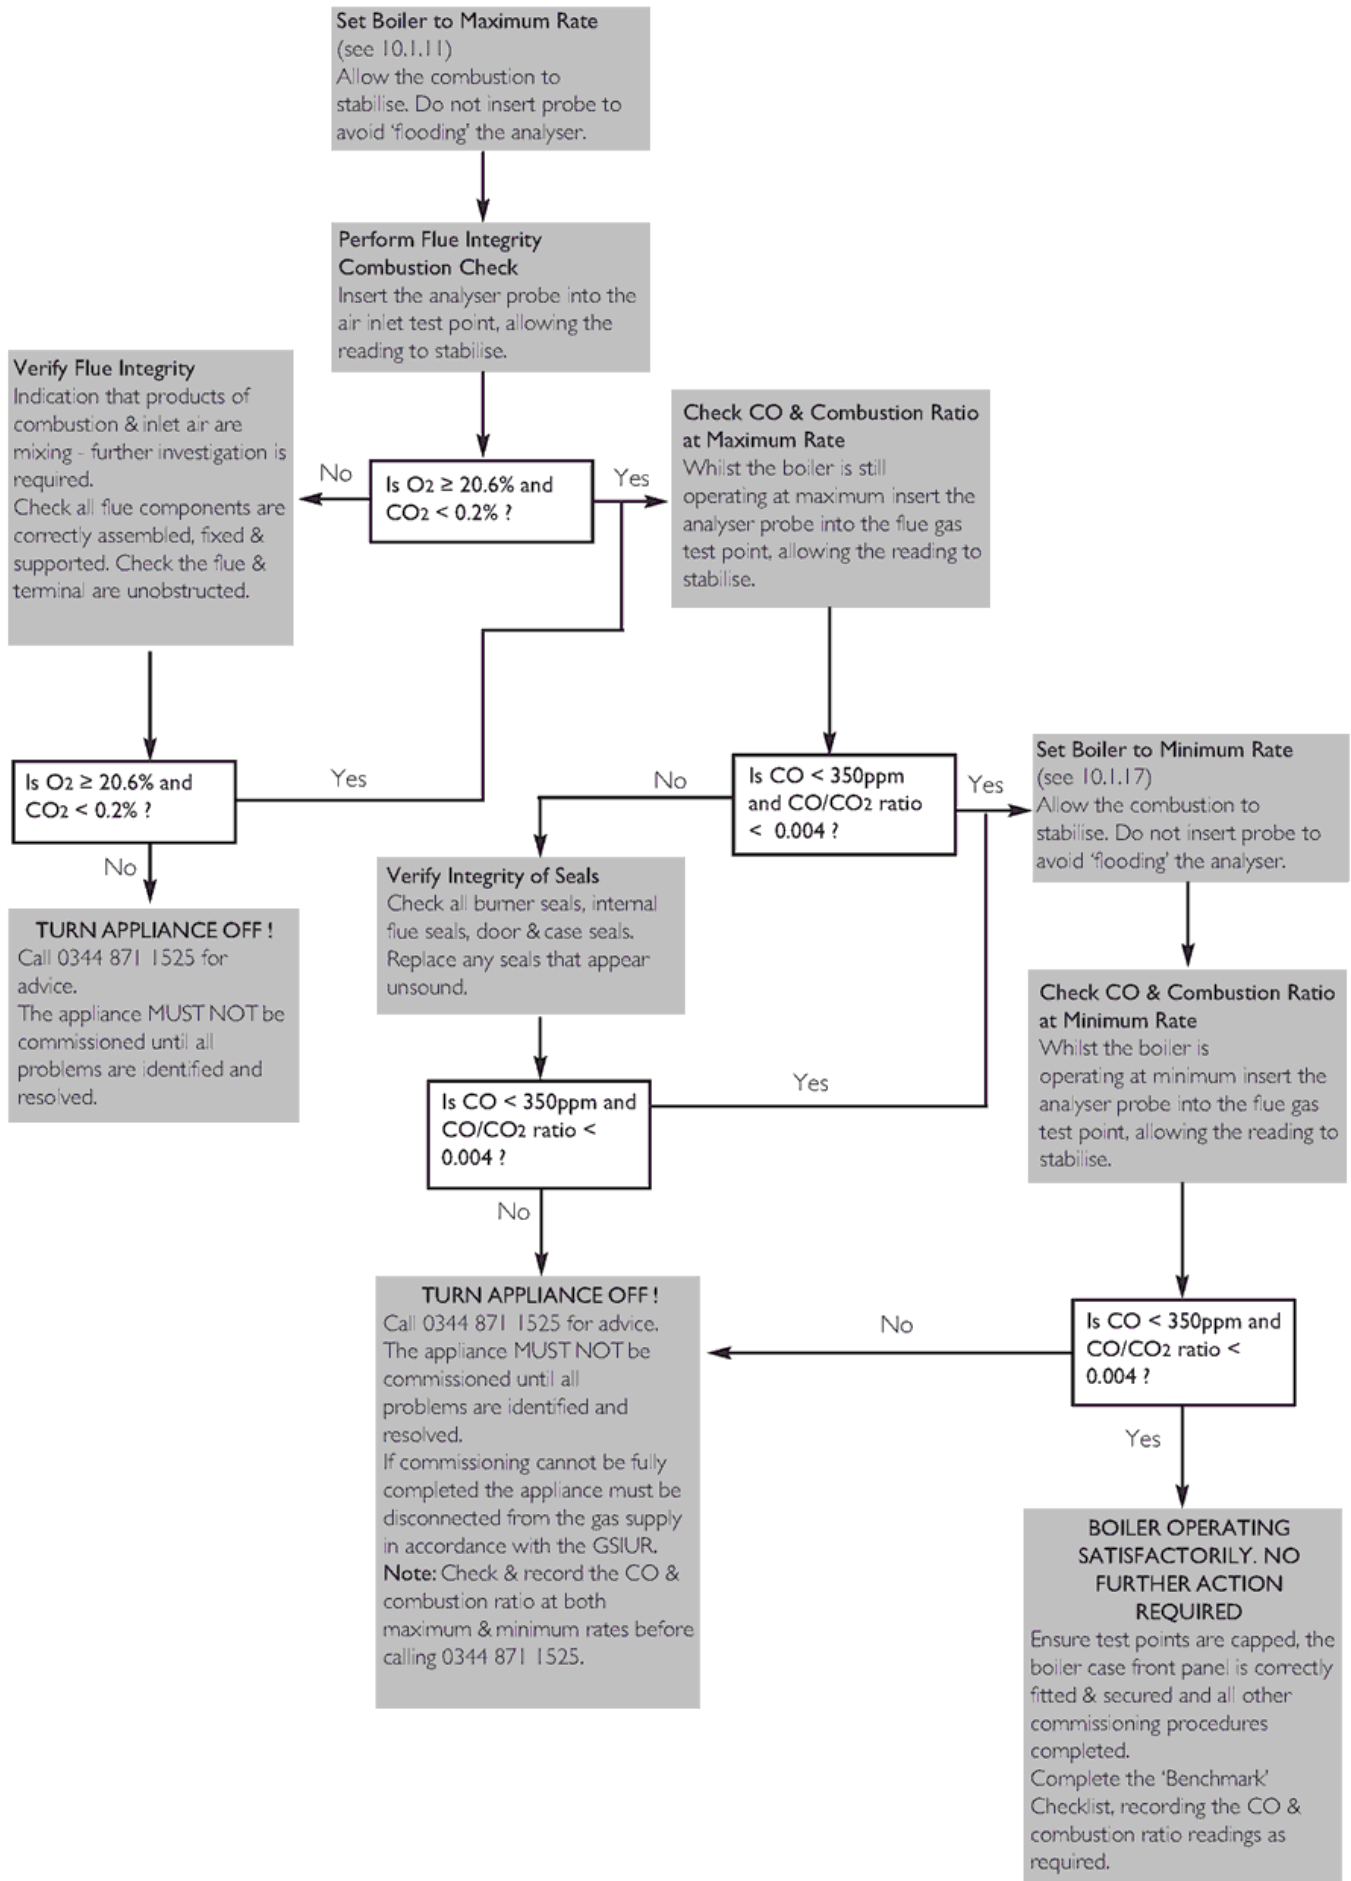 Set Boiler to Maximum Rate
(see 10.1.11)
Allow the combustion to
stabilise. Do not insert probe to
avoid 'flooding' the analyser.
Perform Flue Integrity
Combustion Check
Insert the analyser probe into the
air inlet test point, allowing the
reading to stabilise.
Verify Flue Integrity
Indication that products of
combustion & inlet air are
mixing - further investigation is
required.
Check all flue components are
correctly assembled, fixed &
supported. Check the flue &
terminal are unobstructed.
No
Is O2 ≥ 20.6% and
CO2 < 0.2% ?
Yes
Check CO & Combustion Ratio
at Maximum Rate
Whilst the boiler is still
operating at maximum insert the
analyser probe into the flue gas
test point, allowing the reading to
stabilise.
Is O2 ≥ 20.6% and
CO2 < 0.2% ?
Yes
No
TURN APPLIANCE OFF !
Call 0344 871 1525 for
advice.
The appliance MUST NOT be
commissioned until all
problems are identified and
resolved.
No
Is CO < 350ppm
and CO/CO2 ratio
< 0.004 ?
Yes
Set Boiler to Minimum Rate
(see 10.1.17)
Allow the combustion to
stabilise. Do not insert probe to
avoid 'flooding' the analyser.
Verify Integrity of Seals
Check all burner seals, internal
flue seals, door & case seals.
Replace any seals that appear
unsound.
Check CO & Combustion Ratio
at Minimum Rate
Whilst the boiler is
operating at minimum insert the
analyser probe into the flue gas
test point, allowing the reading to
stabilise.
Is CO < 350ppm and
CO/CO2 ratio <
0.004 ?
Yes
No
TURN APPLIANCE OFF !
Call 0344 871 1525 for advice.
The appliance MUST NOT be
commissioned until all
problems are identified and
resolved.
If commissioning cannot be fully
completed the appliance must be
disconnected from the gas supply
in accordance with the GSIUR.
Note: Check & record the CO &
combustion ratio at both
maximum & minimum rates before
calling 0344 871 1525.
No
Is CO < 350ppm and
CO/CO2 ratio <
0.004 ?
Yes
BOILER OPERATING
SATISFACTORILY. NO
FURTHER ACTION
REQUIRED
Ensure test points are capped, the
boiler case front panel is correctly
fitted & secured and all other
commissioning procedures
completed.
Complete the 'Benchmark'
Checklist, recording the CO &
combustion ratio readings as
required.